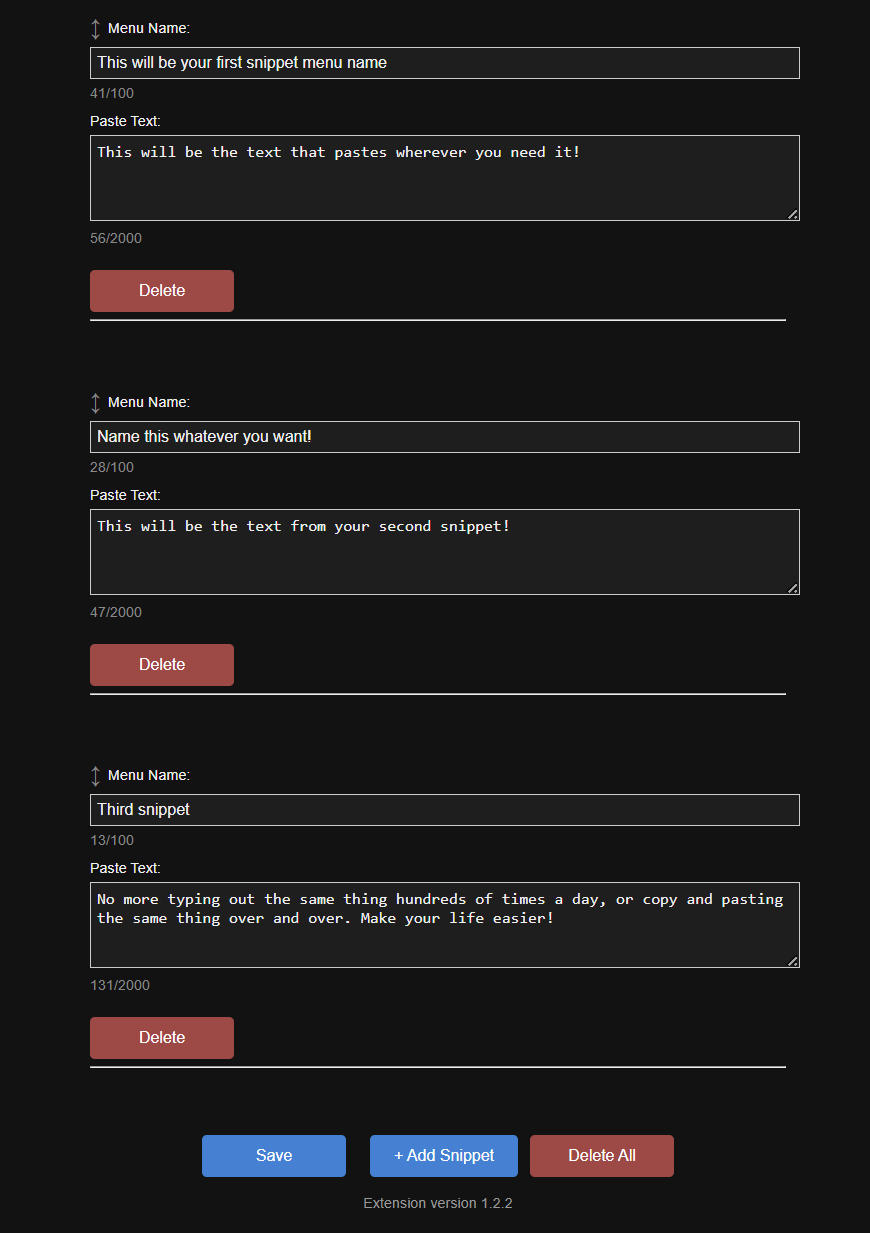 Menu Name:
This will be your first snippet menu name
41/100
Paste Text:
This will be the text that pastes wherever you need it!
56/2000
Delete
Menu Name:
Name this whatever you want!
28/100
Paste Text:
This will be the text from your second snippet!
47/2000
Delete
Menu Name:
Third snippet
13/100
Paste Text:
No more typing out the same thing hundreds of times a day, or copy and pasting
the same thing over and over. Make your life easier!
131/2000
Delete
Save
+ Add Snippet
Delete All
Extension version 1.2.2